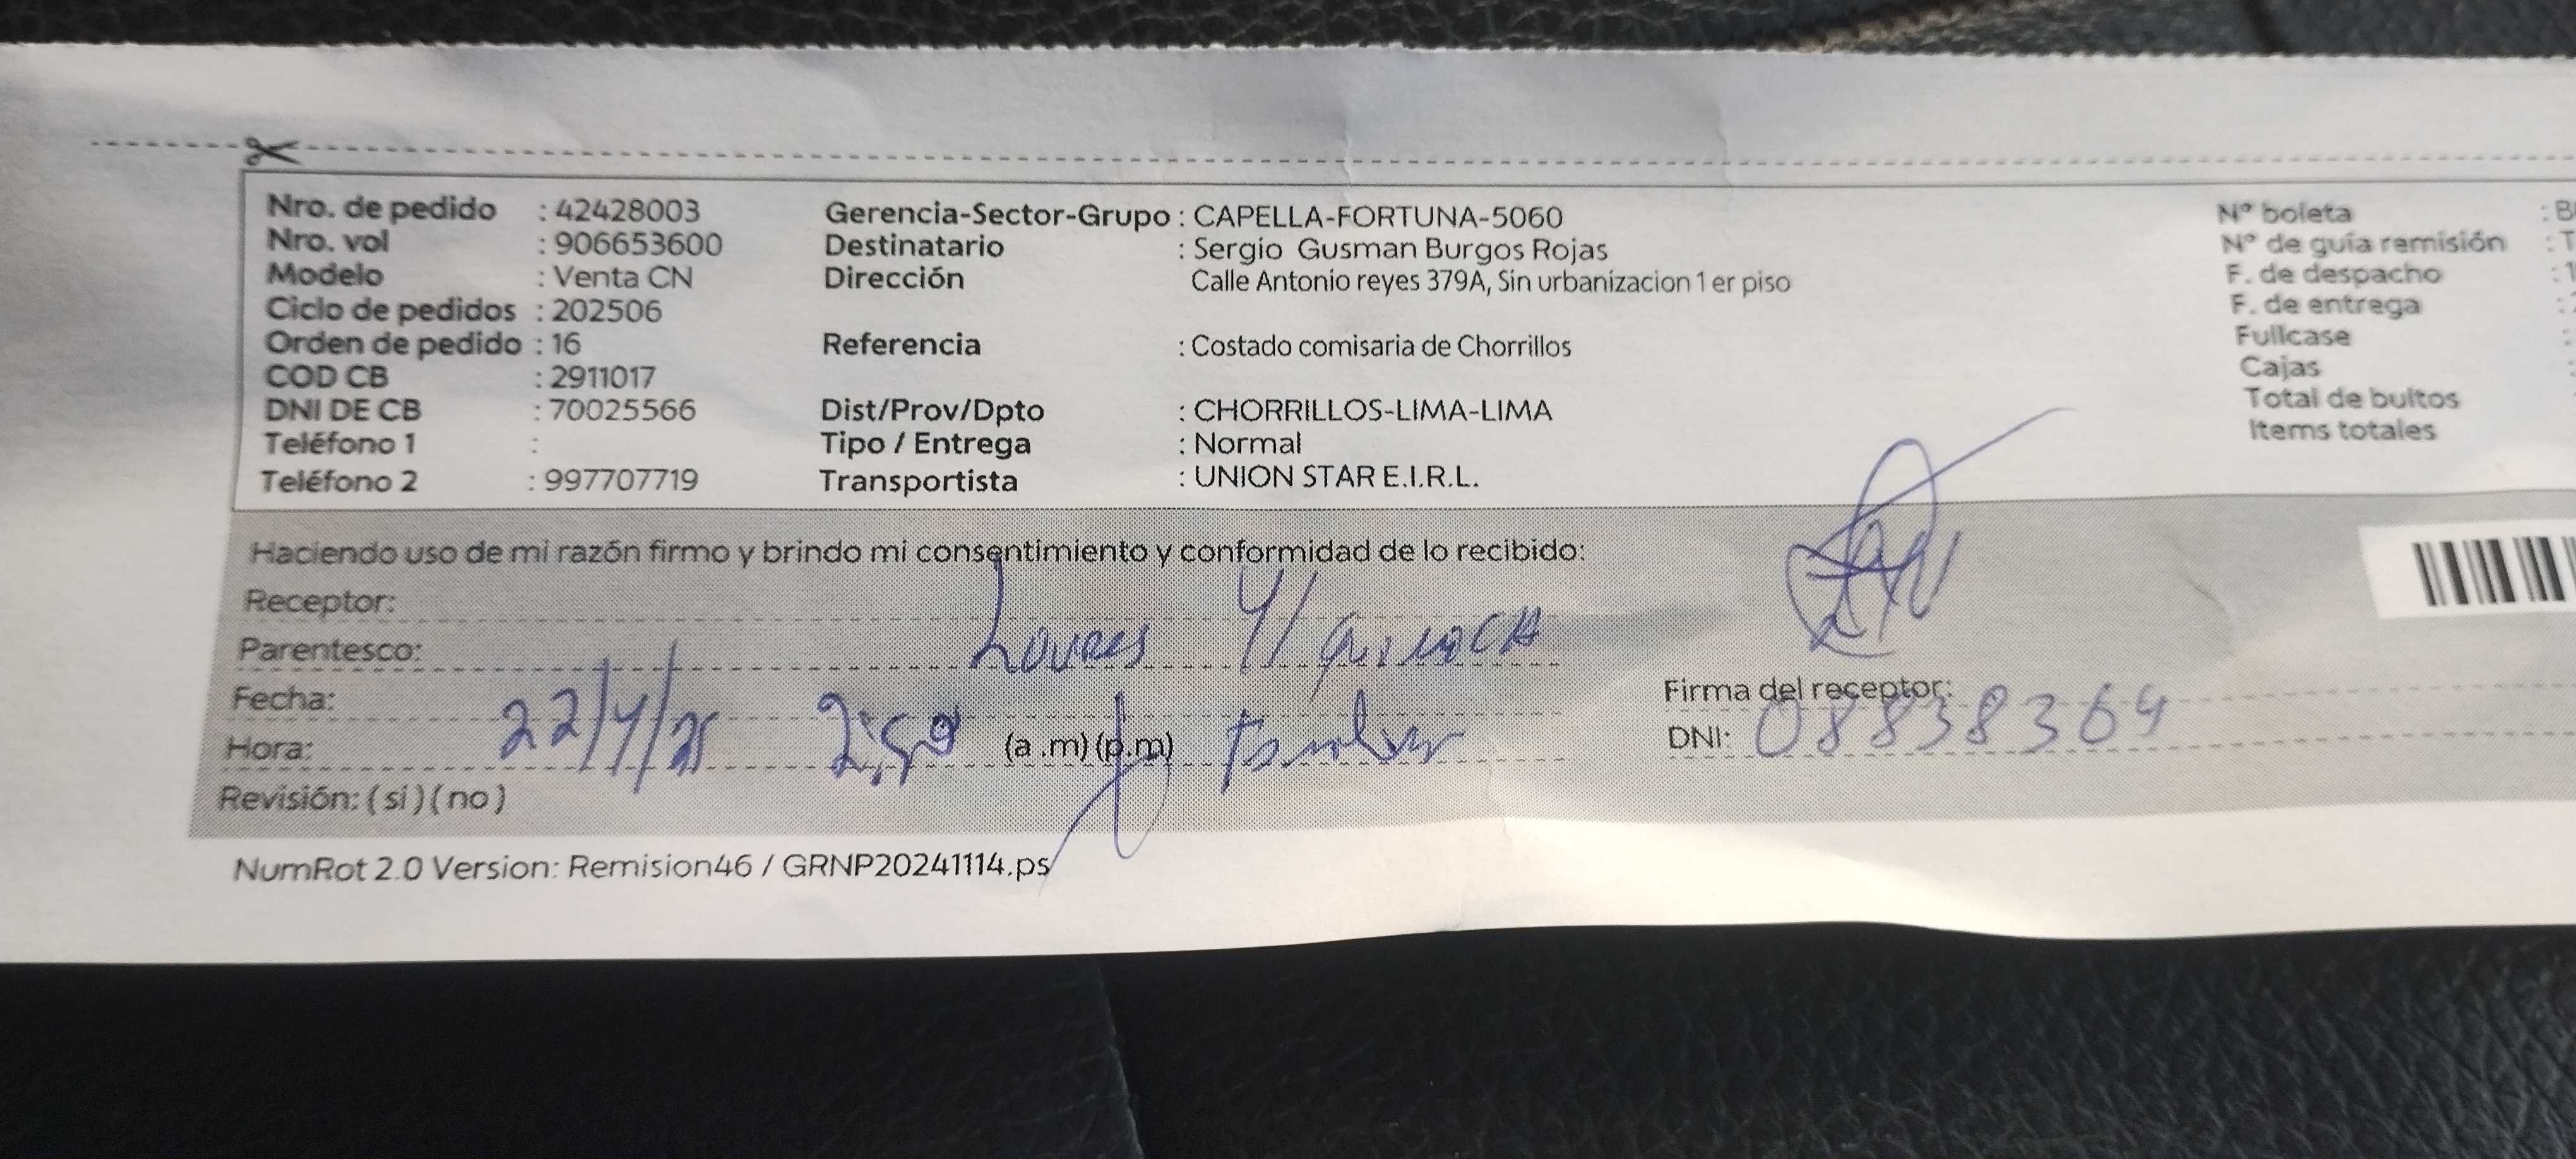 Nro. de pedido : 42428003 Gerencia-Sector-Grupo : CAPELLA-FORTUNA-5060 Nº boleta : B
Nro. vol : 906653600 Destinatario : Sergio Gusman Burgos Rojas Nº de guía remisión : T
Modelo : Venta CN Dirección Calle Antonio reyes 379A, Sin urbanizacion 1 er piso F. de despacho : 1
Ciclo de pedidos : 202506 F. de entrega :
Orden de pedido : 16 Referencia : Costado comisaria de Chorrillos Fullcase :
COD CB : 2911017 Cajas :
DNI DE CB : 70025566 Dist/Prov/Dpto : CHORRILLOS-LIMA-LIMA Total de bultos :
Teléfono 1 : Tipo / Entrega : Normal Items totales
Teléfono 2 : 997707719 Transportista : UNION STAR E.I.R.L.
Haciendo uso de mi razón firmo y brindo mi consentimiento y conformidad de lo recibido:
Receptor:
Parentesco:
Fecha: 22/4/25 Firma del receptor:
Hora: (a .m) (p.m) DNI: 08838364
Revisión: ( si ) ( no )
NumRot 2.0 Version: Remision46 / GRNP20241114.ps